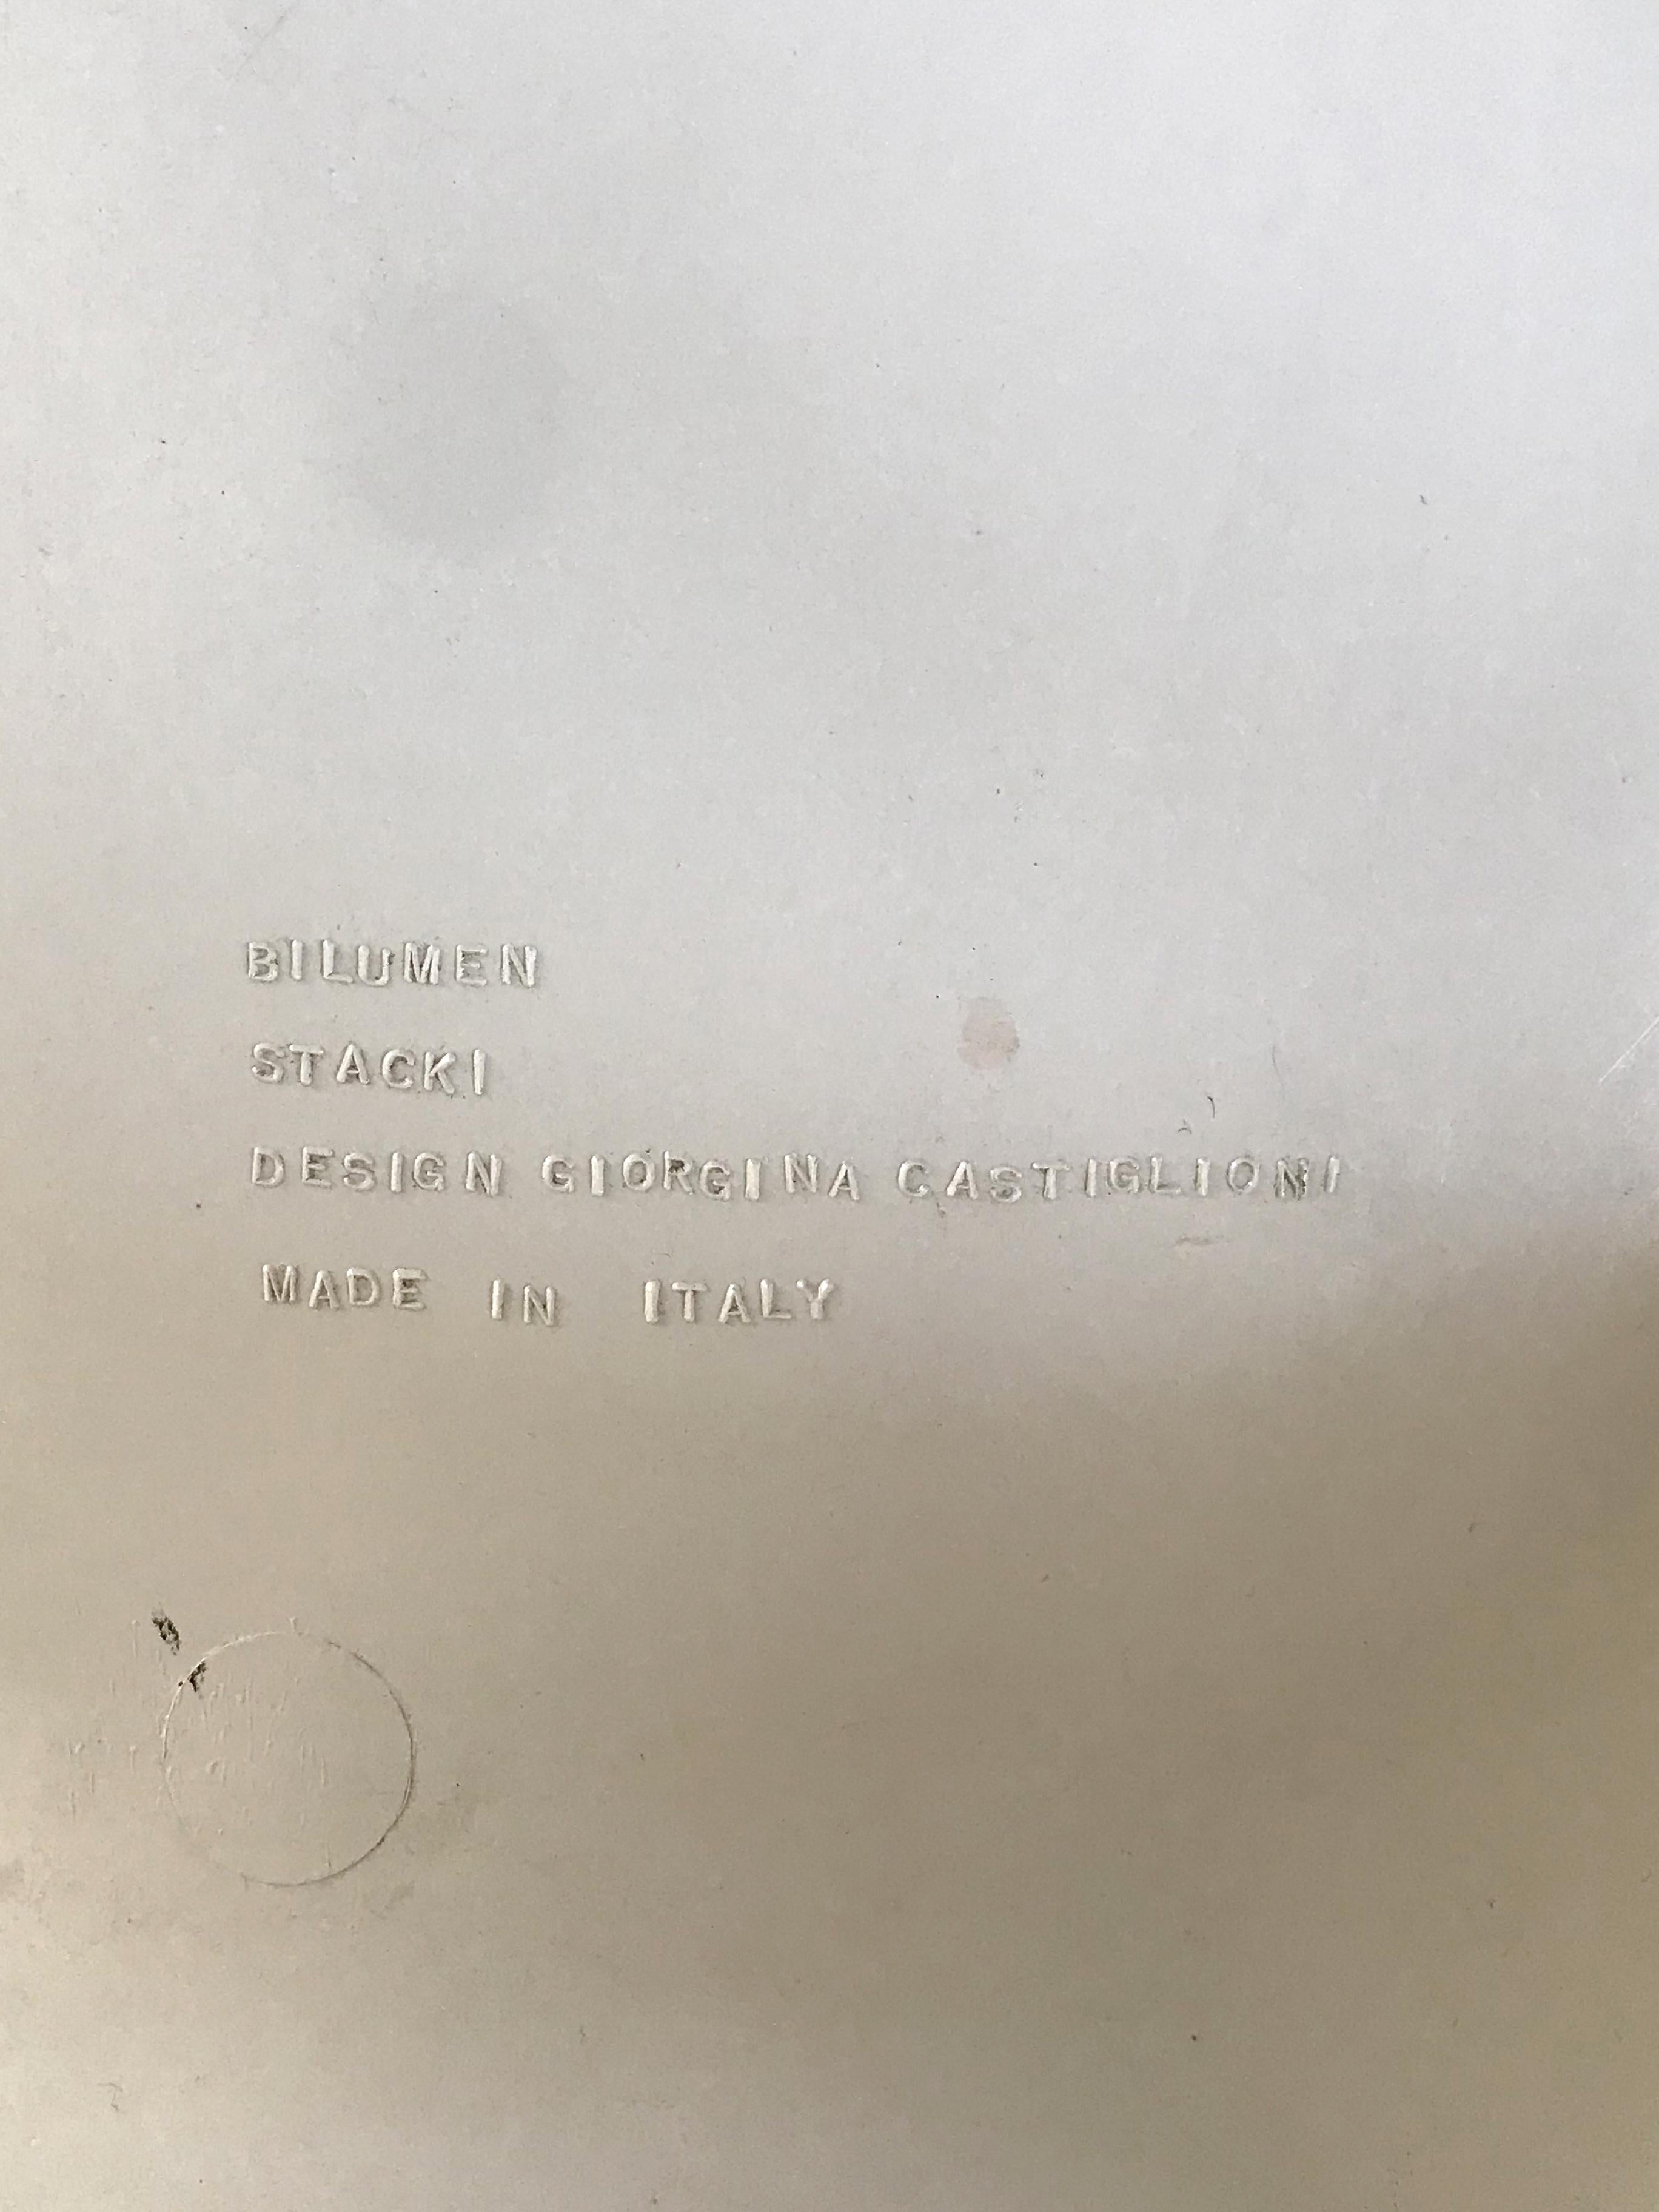 BILUMEN
STACKI
DESIGN GIORGINA CASTIGLIONI
MADE IN ITALY